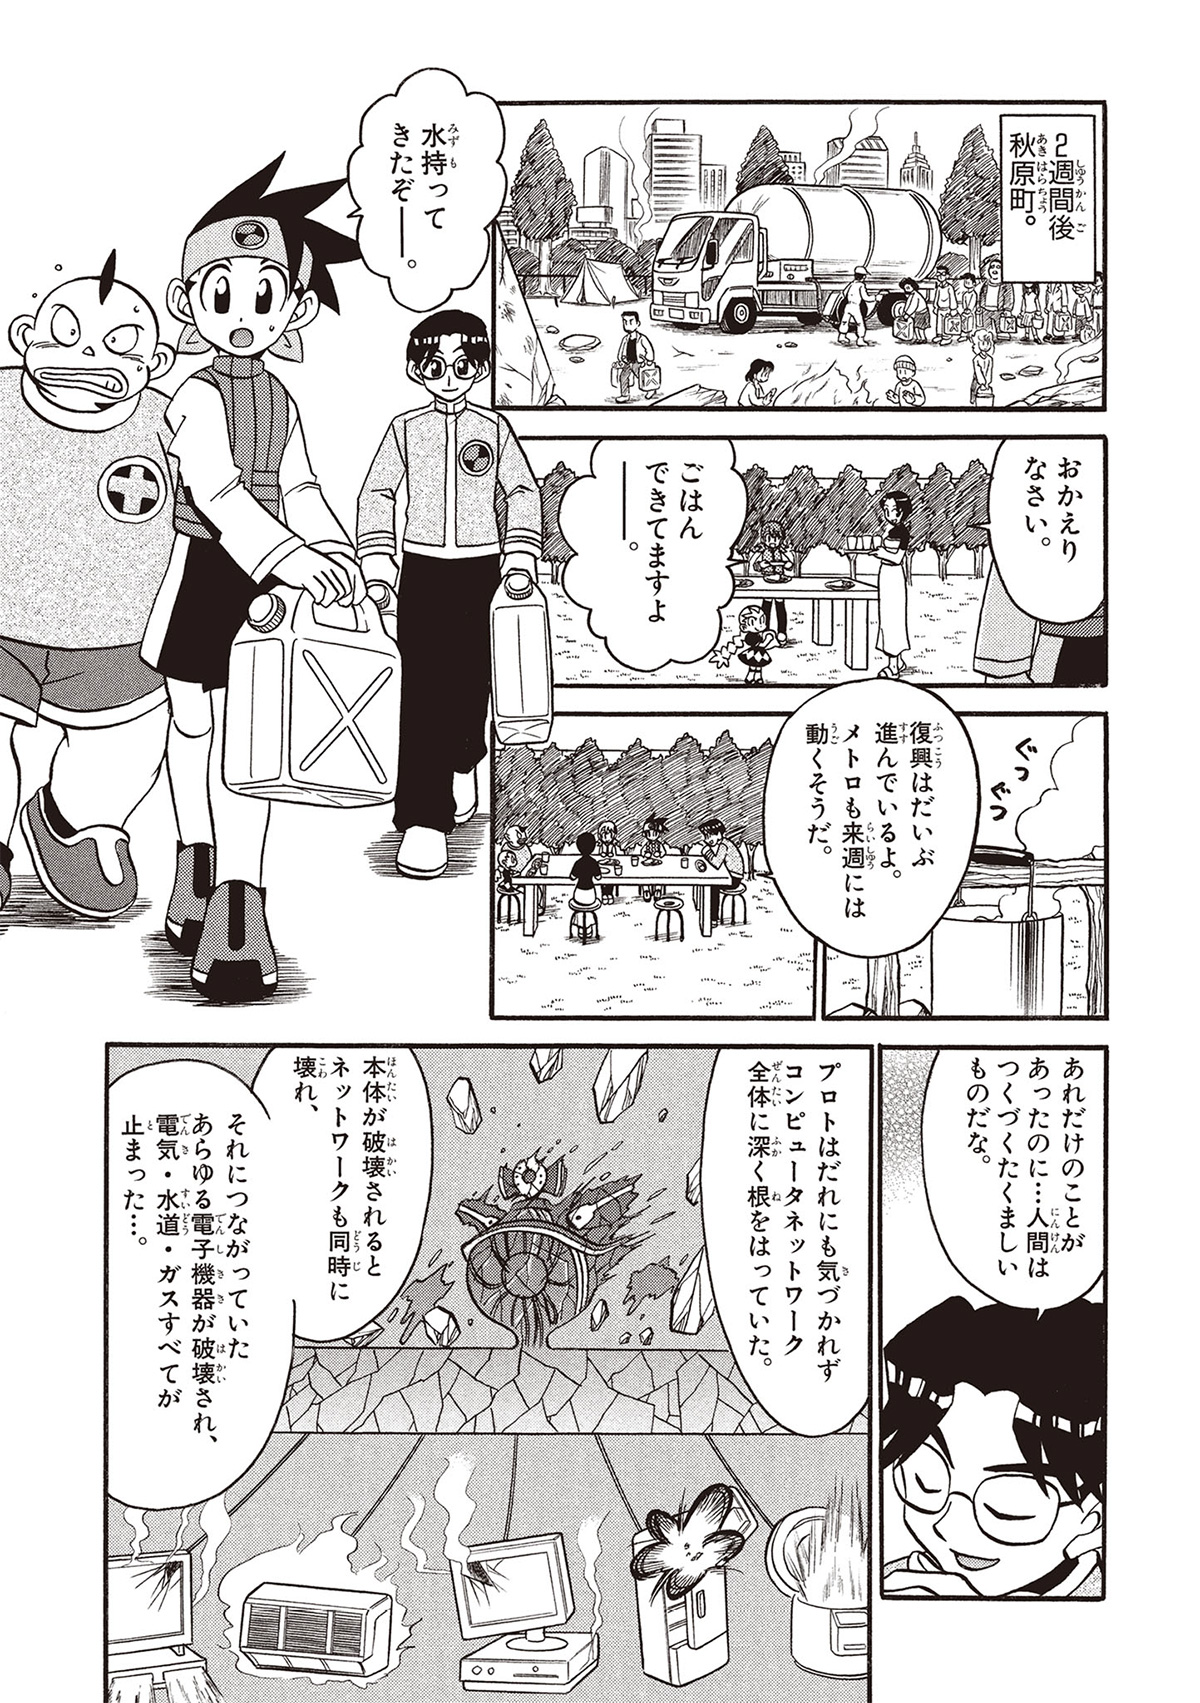 2週間後
秋原町。
水持って
きたぞ――。
おかえり
なさい。
ごはん
できてますよ
――。
ぐつ
ぐつ
復興はだいぶ
進んでいるよ。
メトロも来週には
動くそうだ。
あれだけのことが
あったのに…人間は
つくづくたくましい
ものだな。
プロトはだれにも気づかれず
コンピュータネットワーク
全体に深く根をはっていた。
本体が破壊されると
ネットワークも同時に
壊れ、
それにつながっていた
あらゆる電子機器が破壊され、
電気・水道・ガスすべてが
止まった…。